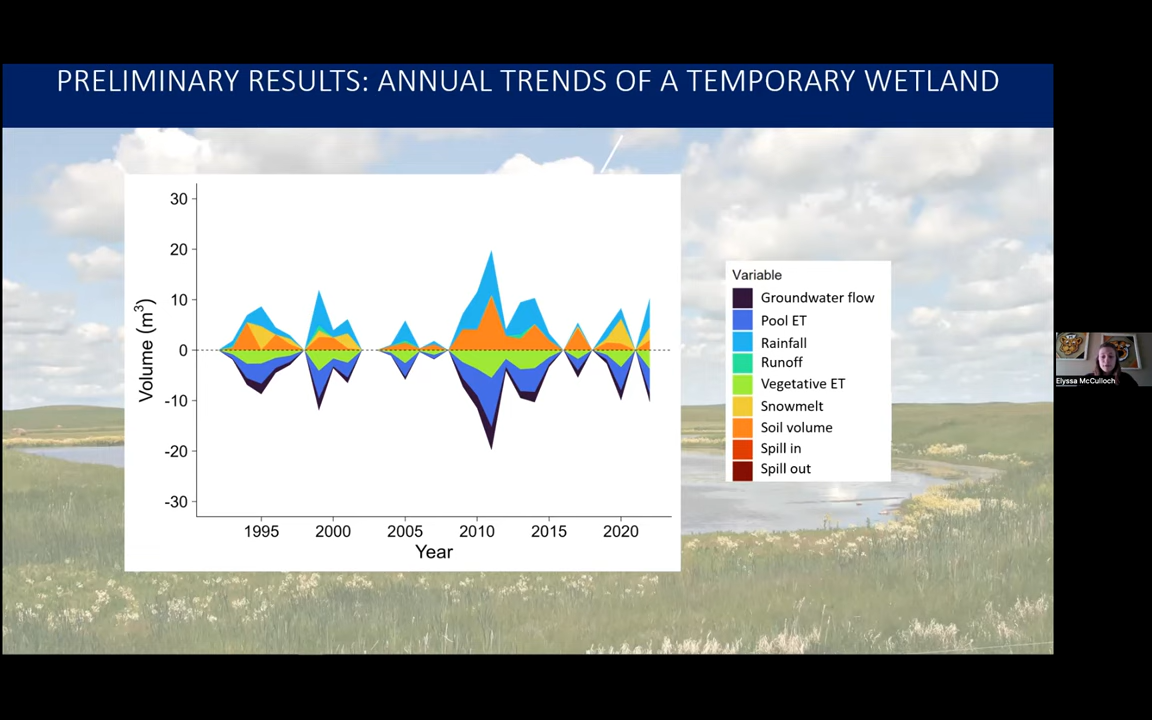 PRELIMINARY RESULTS: ANNUAL TRENDS OF A TEMPORARY WETLAND
30
20
10
0
-10
-20
-30
Volume (m³)
1995 2000 2005 2010 2015 2020
Year
Variable
Groundwater flow
Pool ET
Rainfall
Runoff
Vegetative ET
Snowmelt
Soil volume
Spill in
Spill out
Elyssa McCulloch